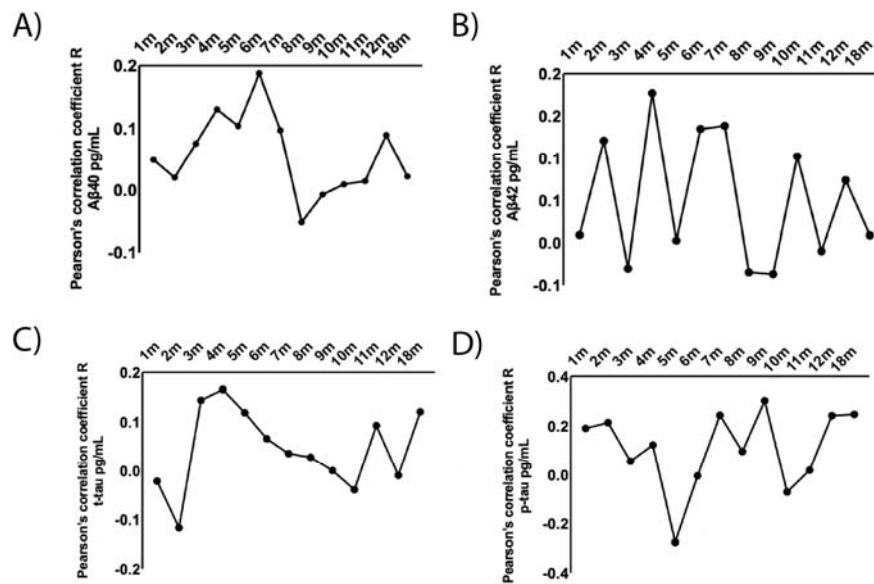 A)
1m 2m 3m 4m 5m 6m 7m 8m 9m 10m 11m 12m 18m
0.2
0.1
0.0
-0.1
Pearson's correlation coefficient R
Aβ40 pg/mL
B)
1m 2m 3m 4m 5m 6m 7m 8m 9m 10m 11m 12m 18m
0.2
0.2
0.1
0.1
0.0
-0.1
Pearson's correlation coefficient R
Aβ42 pg/mL
C)
1m 2m 3m 4m 5m 6m 7m 8m 9m 10m 11m 12m 18m
0.2
0.1
0.0
-0.1
-0.2
Pearson's correlation coefficient R
t-tau pg/mL
D)
1m 2m 3m 4m 5m 6m 7m 8m 9m 10m 11m 12m 18m
0.4
0.2
0.0
-0.2
-0.4
Pearson's correlation coefficient R
p-tau pg/mL